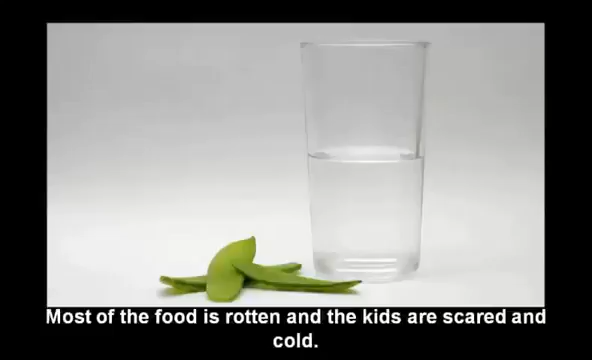 Most of the food is rotten and the kids are scared and
cold.